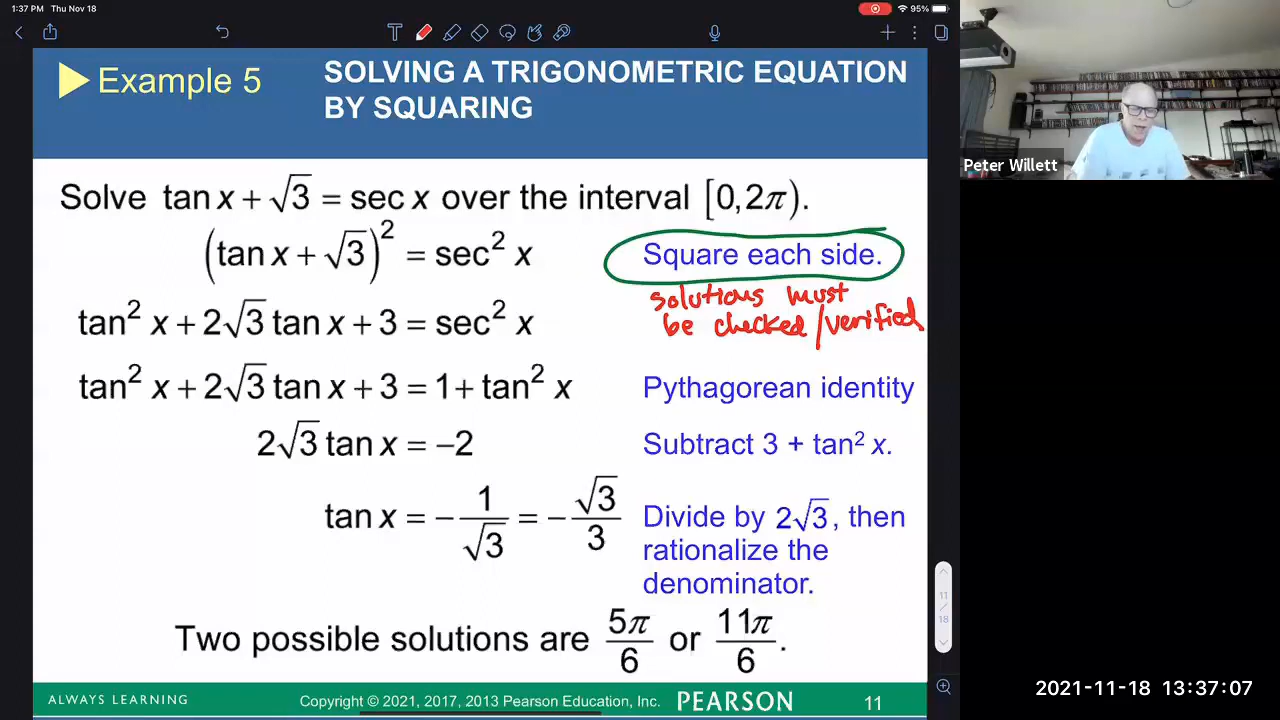 1:37 PM Thu Nov 18
95%
Example 5
SOLVING A TRIGONOMETRIC EQUATION
BY SQUARING
Peter Willett
Solve tan x + √3 = sec x over the interval [0, 2π).
(tan x + √3)² = sec² x
Square each side.
solutions must
be checked/verified
tan² x + 2√3 tan x + 3 = sec² x
tan² x + 2√3 tan x + 3 = 1 + tan² x
Pythagorean identity
2√3 tan x = −2
Subtract 3 + tan² x.
tan x = −1/√3 = −√3/3
Divide by 2√3, then
rationalize the
denominator.
11
/
18
Two possible solutions are 5π/6 or 11π/6.
ALWAYS LEARNING
Copyright © 2021, 2017, 2013 Pearson Education, Inc.
PEARSON
11
2021-11-18 13:37:07